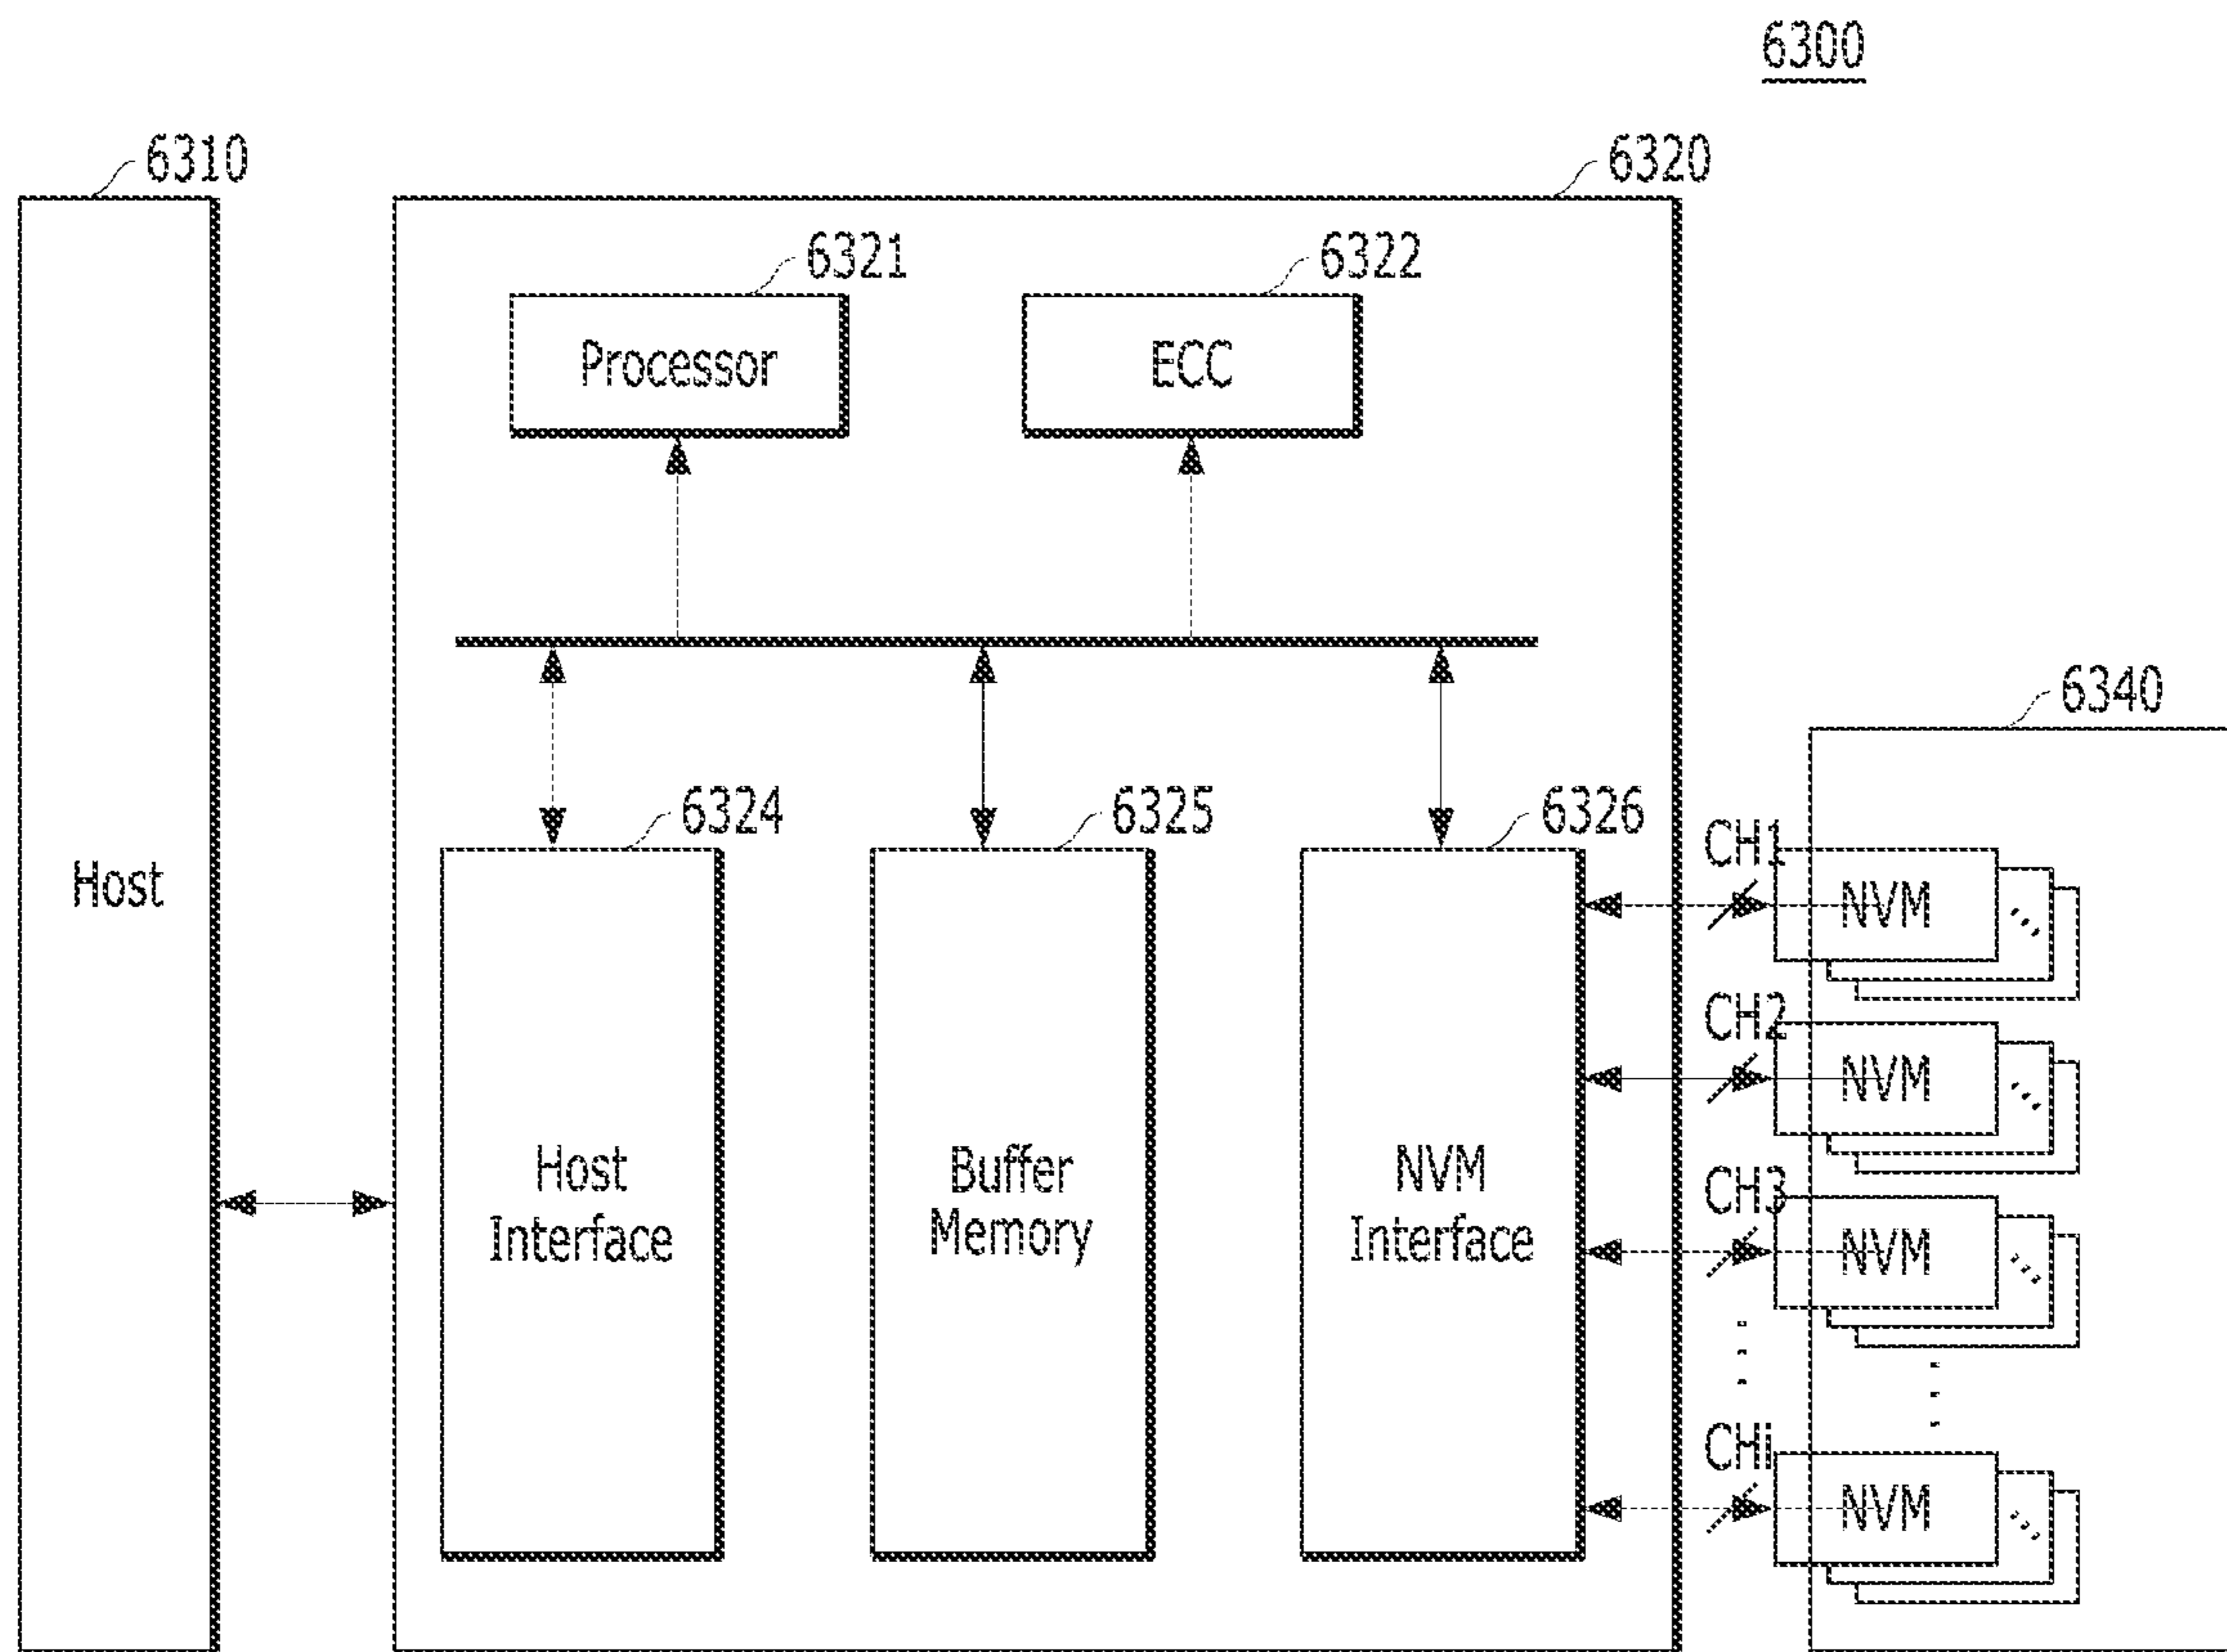 6300
6310
6320
6321
6322
Processor
ECC
6340
6324
6325
6326
CH1
Host
NVM
CH2
NVM
Host
Interface
Buffer
Memory
NVM
Interface
CH3
NVM
CHi
NVM